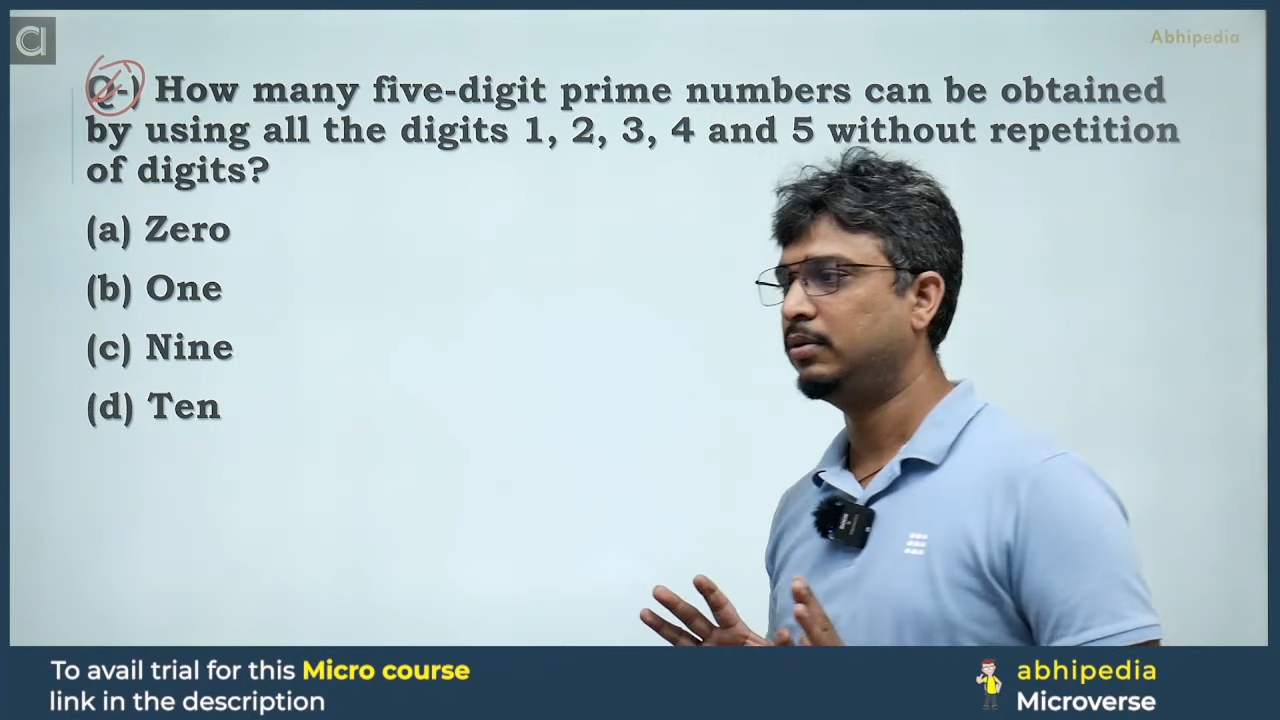 Abhipedia
Q-) How many five-digit prime numbers can be obtained
by using all the digits 1, 2, 3, 4 and 5 without repetition
of digits?
(a) Zero
(b) One
(c) Nine
(d) Ten
To avail trial for this Micro course
link in the description
abhipedia
Microverse